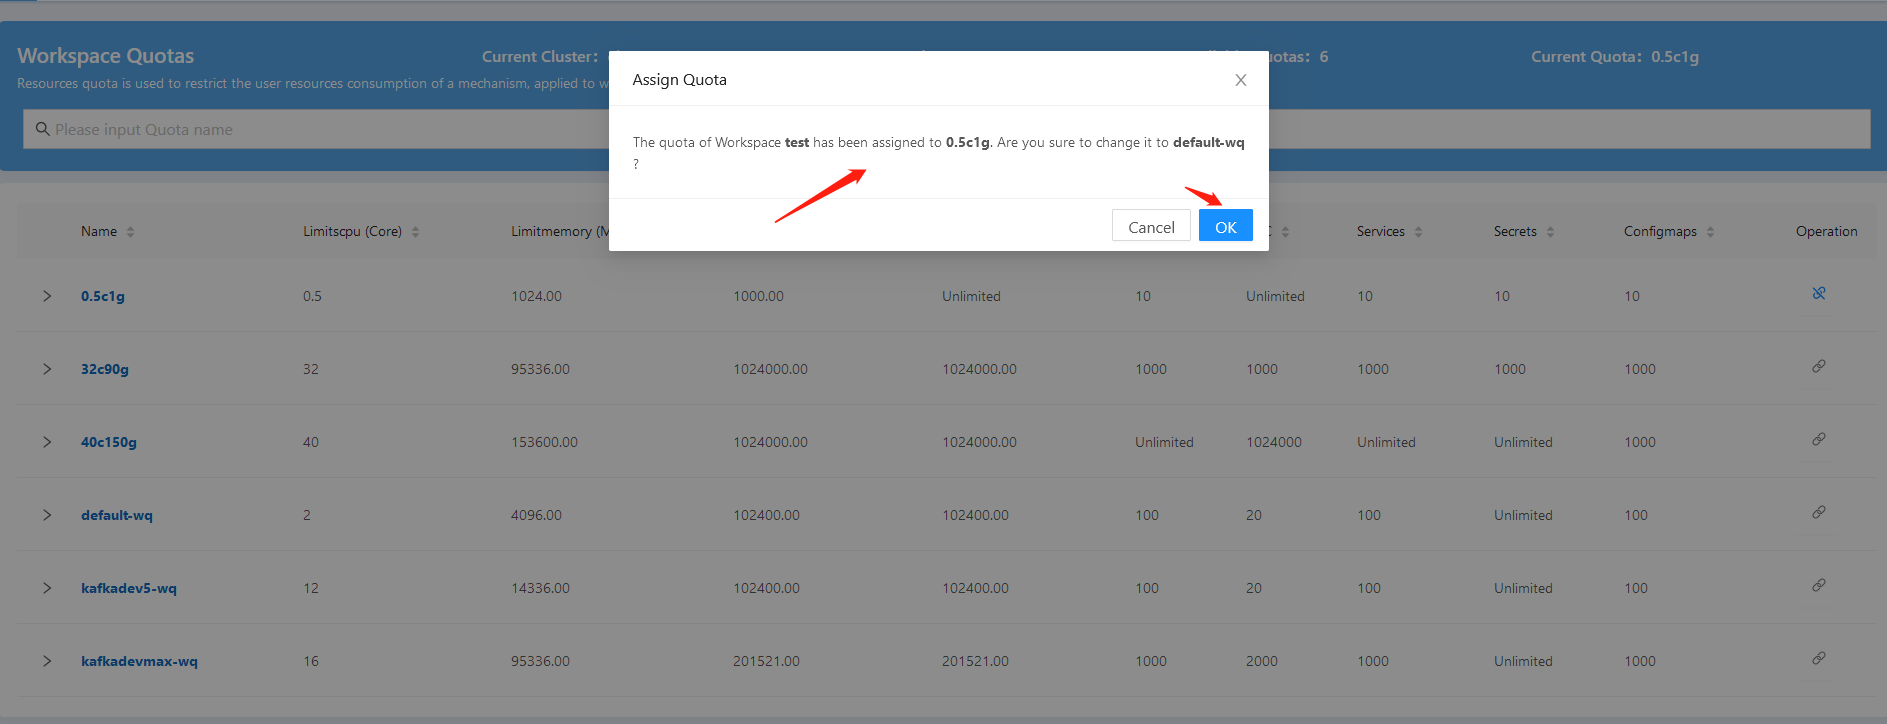 Workspace Quotas
Current Cluster:
uotas: 6
Current Quota: 0.5c1g
Resources quota is used to restrict the user resources consumption of a mechanism, applied to w
Please input Quota name
Assign Quota
The quota of Workspace test has been assigned to 0.5c1g. Are you sure to change it to default-wq
?
Cancel OK
Name Limitscpu (Core) Limitmemory (M Services Secrets Configmaps Operation
0.5c1g 0.5 1024.00 1000.00 Unlimited 10 Unlimited 10 10 10
32c90g 32 95336.00 1024000.00 1024000.00 1000 1000 1000 1000 1000
40c150g 40 153600.00 1024000.00 1024000.00 Unlimited 1024000 Unlimited Unlimited 1000
default-wq 2 4096.00 102400.00 102400.00 100 20 100 Unlimited 100
kafkadev5-wq 12 14336.00 102400.00 102400.00 100 20 100 Unlimited 100
kafkadevmax-wq 16 95336.00 201521.00 201521.00 1000 2000 1000 Unlimited 1000